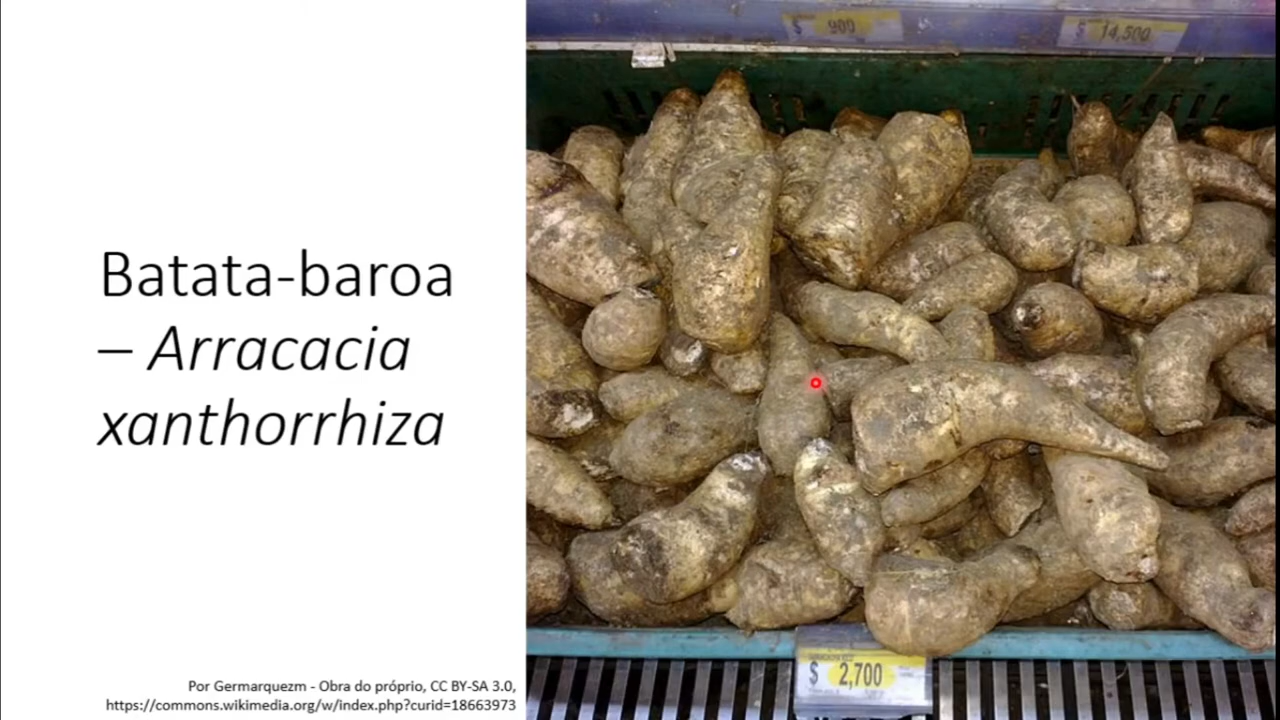 Batata-baroa
– Arracacia
xanthorrhiza
Por Germarquezm - Obra do próprio, CC BY-SA 3.0,
https://commons.wikimedia.org/w/index.php?curid=18663973
$ 900
$ 14,500
$ 2,700